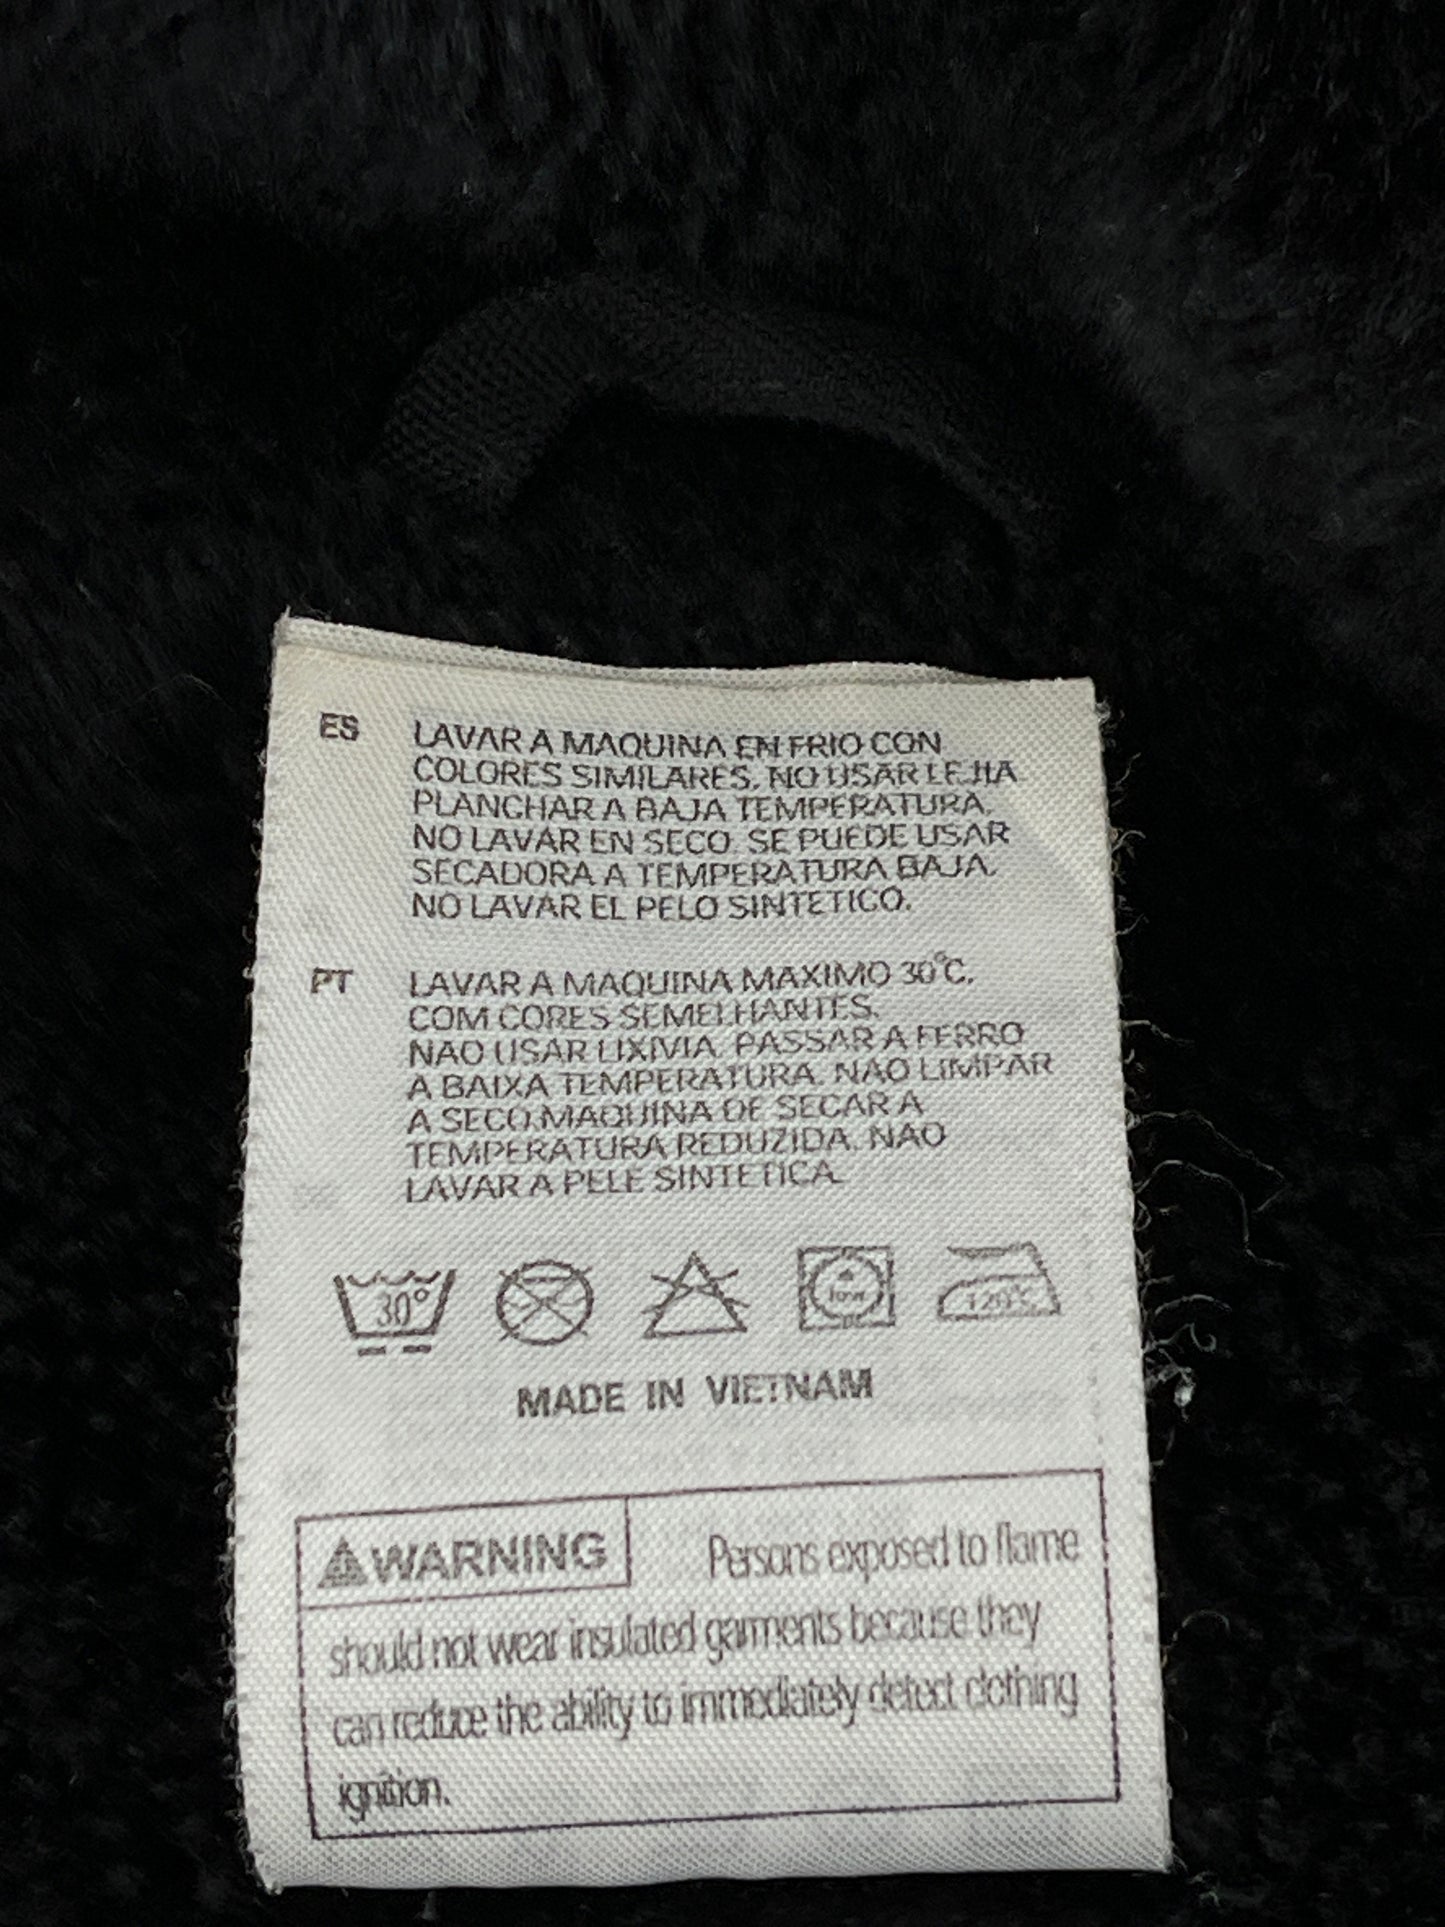 ES LAVAR A MAQUINA EN FRIO CON
COLORES SIMILARES. NO USAR LEJIA
PLANCHAR A BAJA TEMPERATURA.
NO LAVAR EN SECO. SE PUEDE USAR
SECADORA A TEMPERATURA BAJA.
NO LAVAR EL PELO SINTETICO.
PT LAVAR A MAQUINA MAXIMO 30°C.
COM CORES SEMELHANTES.
NAO USAR LIXIVIA. PASSAR A FERRO
A BAIXA TEMPERATURA. NAO LIMPAR
A SECO.MAQUINA DE SECAR A
TEMPERATURA REDUZIDA. NAO
LAVAR A PELE SINTETICA.
30° low 120°C
MADE IN VIETNAM
WARNING Persons exposed to flame
should not wear insulated garments because they
can reduce the ability to immediately detect clothing
ignition.